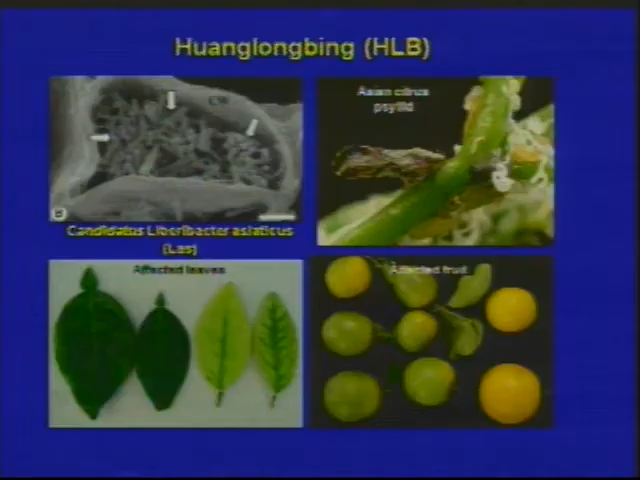 Huanglongbing (HLB)
Asian citrus
psyllid
Candidatus Liberibacter asiaticus
(Las)
Affected leaves
Affected fruit